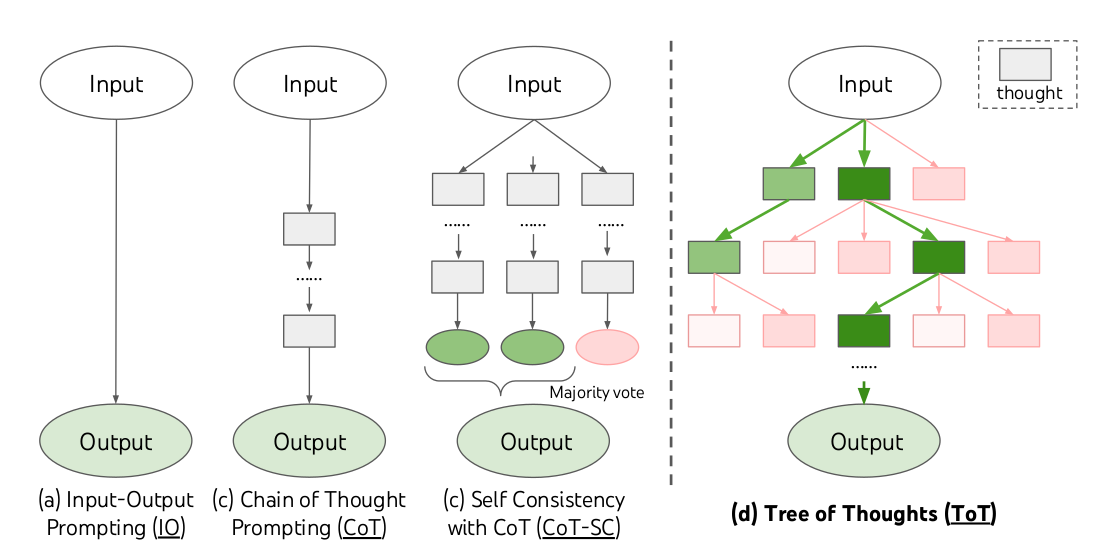 Input
Input
Input
Input
thought
......
......
......
......
......
Majority vote
Output
Output
Output
Output
(a) Input-Output
Prompting (IO)
(c) Chain of Thought
Prompting (CoT)
(c) Self Consistency
with CoT (CoT-SC)
(d) Tree of Thoughts (ToT)